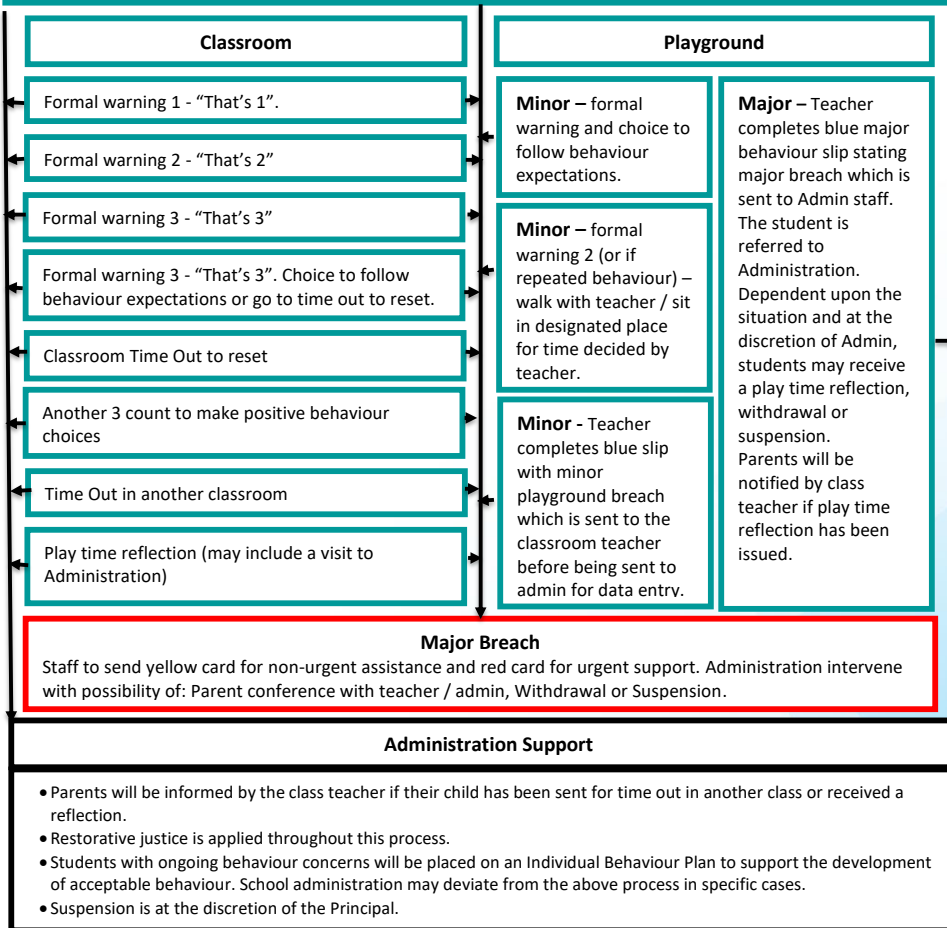 Classroom
Formal warning 1 - “That’s 1”.
Formal warning 2 - “That’s 2”
Formal warning 3 - “That’s 3”
Formal warning 3 - “That’s 3”. Choice to follow
behaviour expectations or go to time out to reset.
Classroom Time Out to reset
Another 3 count to make positive behaviour
choices
Time Out in another classroom
Play time reflection (may include a visit to
Administration)
Playground
Minor – formal
warning and choice to
follow behaviour
expectations.
Minor – formal
warning 2 (or if
repeated behaviour) –
walk with teacher / sit
in designated place
for time decided by
teacher.
Minor - Teacher
completes blue slip
with minor
playground breach
which is sent to the
classroom teacher
before being sent to
admin for data entry.
Major – Teacher
completes blue major
behaviour slip stating
major breach which is
sent to Admin staff.
The student is
referred to
Administration.
Dependent upon the
situation and at the
discretion of Admin,
students may receive
a play time reflection,
withdrawal or
suspension.
Parents will be
notified by class
teacher if play time
reflection has been
issued.
Major Breach
Staff to send yellow card for non-urgent assistance and red card for urgent support. Administration intervene
with possibility of: Parent conference with teacher / admin, Withdrawal or Suspension.
Administration Support
• Parents will be informed by the class teacher if their child has been sent for time out in another class or received a
reflection.
• Restorative justice is applied throughout this process.
• Students with ongoing behaviour concerns will be placed on an Individual Behaviour Plan to support the development
of acceptable behaviour. School administration may deviate from the above process in specific cases.
• Suspension is at the discretion of the Principal.